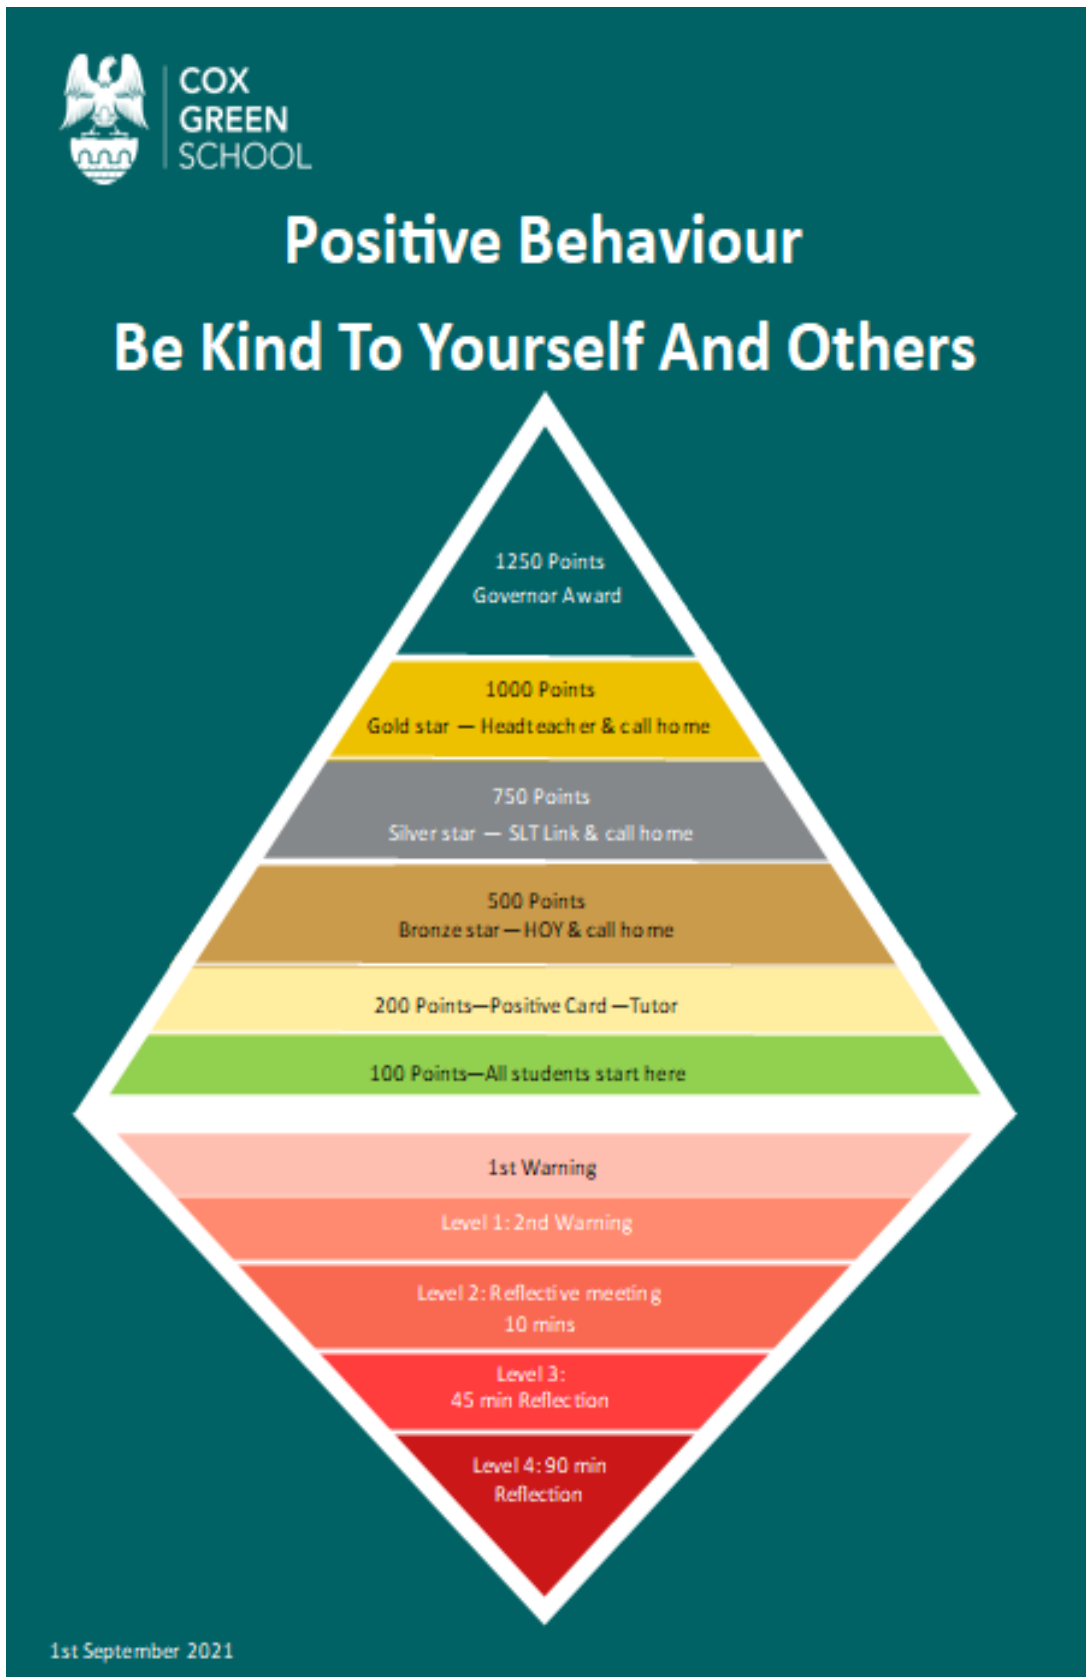 COX
GREEN
SCHOOL
Positive Behaviour
Be Kind To Yourself And Others
1250 Points
Governor Award
1000 Points
Gold star — Headteacher & call home
750 Points
Silver star — SLT Link & call home
500 Points
Bronze star—HOY & call home
200 Points—Positive Card —Tutor
100 Points—All students start here
1st Warning
Level 1: 2nd Warning
Level 2: Reflective meeting
10 mins
Level 3:
45 min Reflection
Level 4: 90 min
Reflection
1st September 2021